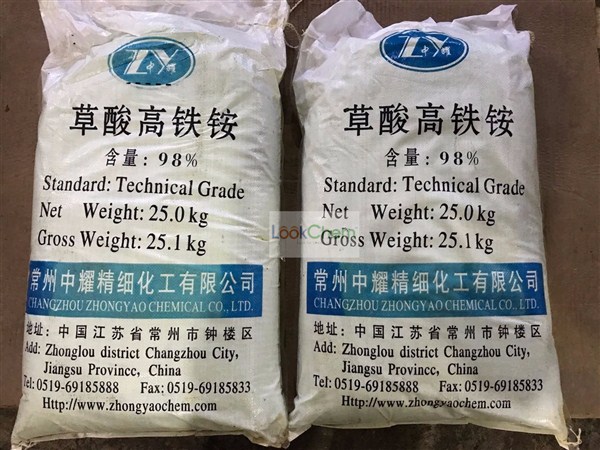 ZY
中耀
草酸高铁铵
含量：98%
Standard: Technical Grade
Net Weight: 25.0 kg
Gross Weight: 25.1 kg
常州中耀精细化工有限公司
CHANGZHOU ZHONGYAO CHEMICAL CO., LTD.
地址：中国江苏省常州市钟楼区
Add: Zhonglou district Changzhou City,
Jiangsu Provincc, China
Tel: 0519-69185888 Fax: 0519-69185833
Http://www.zhongyaochem.com
ZY
中耀
草酸高铁铵
含量：98%
Standard: Technical Grade
Net Weight: 25.0 kg
Gross Weight: 25.1 kg
常州中耀精细化工有限公司
CHANGZHOU ZHONGYAO CHEMICAL CO., LTD.
地址：中国江苏省常州市钟楼区
Add: Zhonglou district Changzhou City,
Jiangsu Provincc, China
Tel: 0519-69185888 Fax: 0519-69185833
Http://www.zhongyaochem.com
LookChem